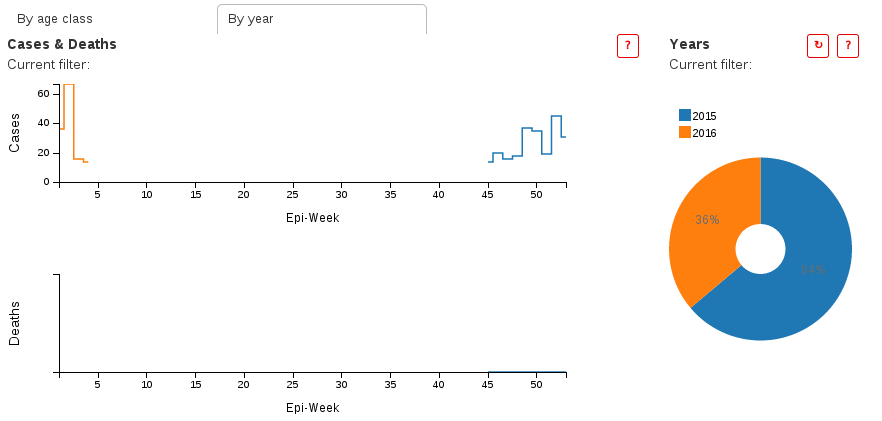 By age class
By year
Cases & Deaths
?
Current filter:
Cases
60
40
20
0
5 10 15 20 25 30 35 40 45 50
Epi-Week
Deaths
5 10 15 20 25 30 35 40 45 50
Epi-Week
Years
↻ ?
Current filter:
2015
2016
36%
64%